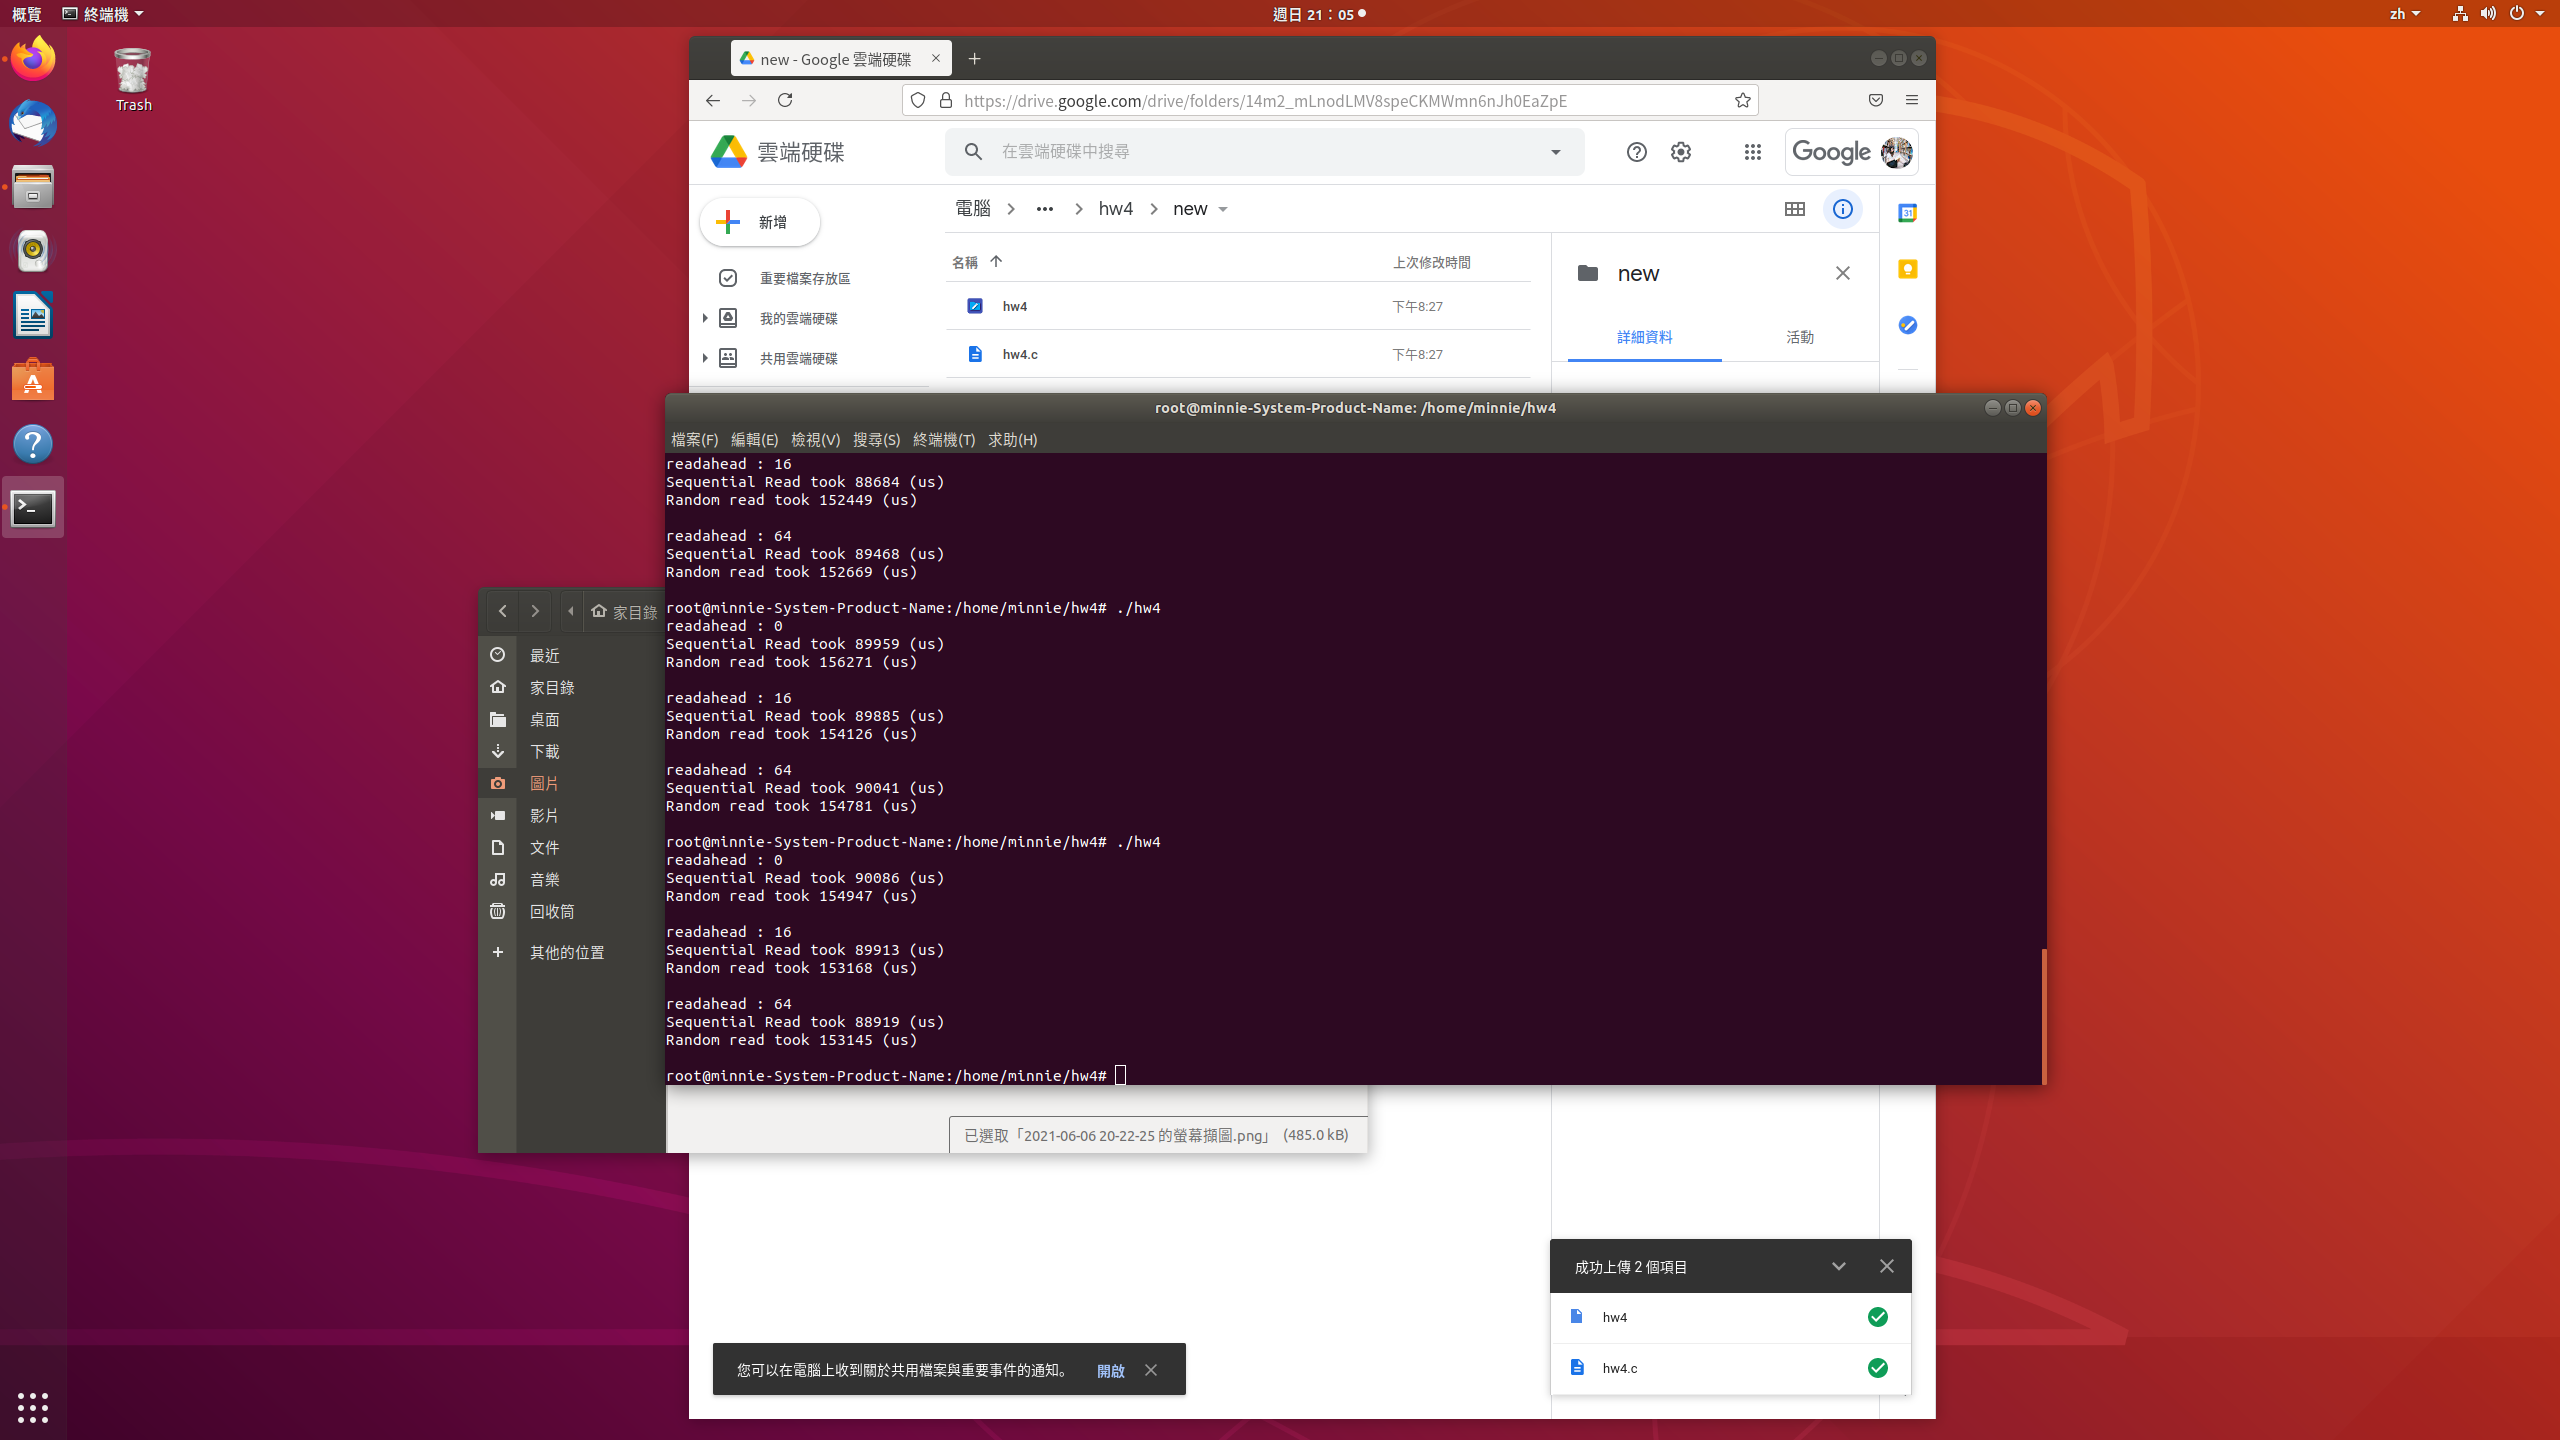 概覽
終端機
週日 21：05
zh
Trash
new - Google 雲端硬碟
https://drive.google.com/drive/folders/14m2_mLnodLMV8speCKMWmn6nJh0EaZpE
雲端硬碟
在雲端硬碟中搜尋
Google
新增
電腦
hw4
new
重要檔案存放區
我的雲端硬碟
共用雲端硬碟
名稱
上次修改時間
hw4
下午8:27
hw4.c
下午8:27
new
詳細資料
活動
31
root@minnie-System-Product-Name: /home/minnie/hw4
檔案(F) 編輯(E) 檢視(V) 搜尋(S) 終端機(T) 求助(H)
readahead : 16
Sequential Read took 88684 (us)
Random read took 152449 (us)
readahead : 64
Sequential Read took 89468 (us)
Random read took 152669 (us)
root@minnie-System-Product-Name:/home/minnie/hw4# ./hw4
readahead : 0
Sequential Read took 89959 (us)
Random read took 156271 (us)
readahead : 16
Sequential Read took 89885 (us)
Random read took 154126 (us)
readahead : 64
Sequential Read took 90041 (us)
Random read took 154781 (us)
root@minnie-System-Product-Name:/home/minnie/hw4# ./hw4
readahead : 0
Sequential Read took 90086 (us)
Random read took 154947 (us)
readahead : 16
Sequential Read took 89913 (us)
Random read took 153168 (us)
readahead : 64
Sequential Read took 88919 (us)
Random read took 153145 (us)
root@minnie-System-Product-Name:/home/minnie/hw4#
家目錄
最近
家目錄
桌面
下載
圖片
影片
文件
音樂
回收筒
其他的位置
已選取「2021-06-06 20-22-25 的螢幕擷圖.png」 (485.0 kB)
成功上傳 2 個項目
hw4
hw4.c
您可以在電腦上收到關於共用檔案與重要事件的通知。
開啟